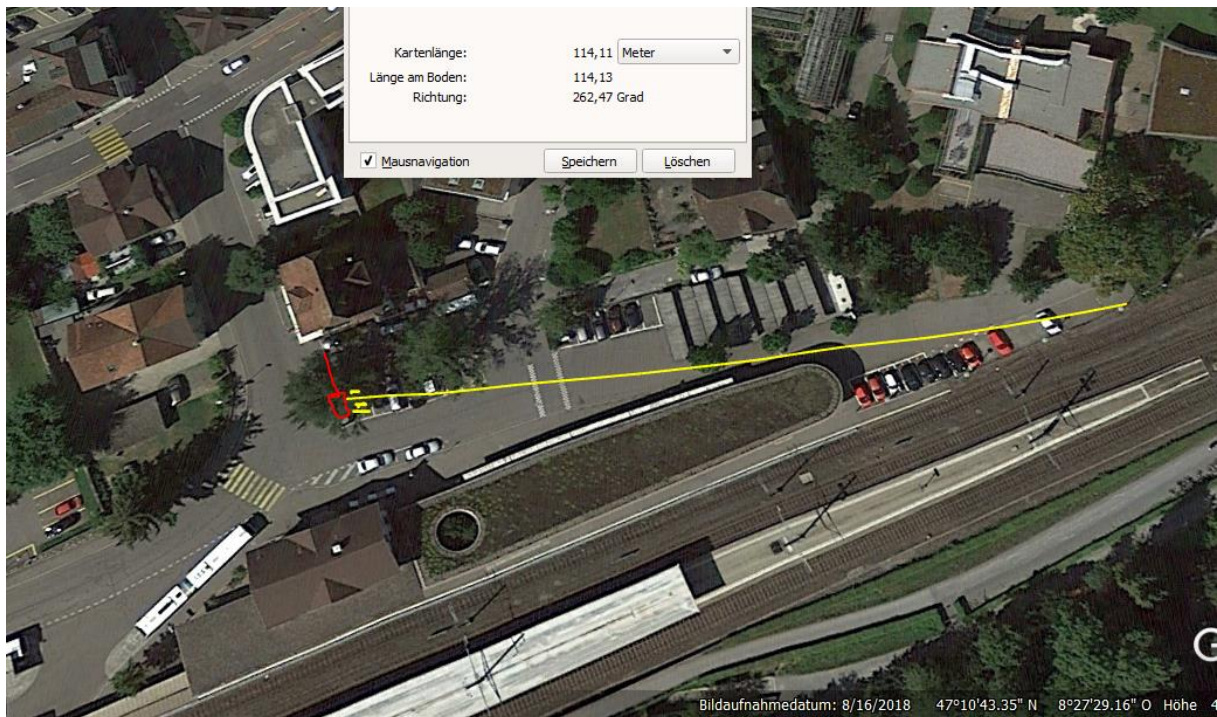 Kartenlänge: 114,11 Meter
Länge am Boden: 114,13
Richtung: 262,47 Grad
Mausnavigation Speichern Löschen
G
Bildaufnahmedatum: 8/16/2018 47°10'43.35" N 8°27'29.16" O Höhe 4